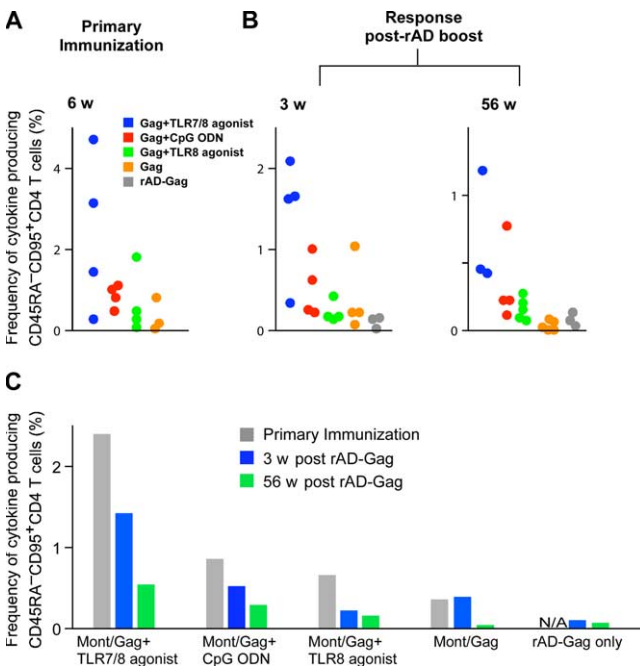 A
Primary
Immunization
B
Response
post-rAD boost
6 w
3 w
56 w
Gag+TLR7/8 agonist
Gag+CpG ODN
Gag+TLR8 agonist
Gag
rAD-Gag
Frequency of cytokine producing
CD45RA⁻CD95⁺CD4 T cells (%)
4
2
0
2
1
0
1
0
C
Frequency of cytokine producing
CD45RA⁻CD95⁺CD4 T cells (%)
2
1
0
Primary Immunization
3 w post rAD-Gag
56 w post rAD-Gag
N/A
Mont/Gag+
TLR7/8 agonist
Mont/Gag+
CpG ODN
Mont/Gag+
TLR8 agonist
Mont/Gag
rAD-Gag only